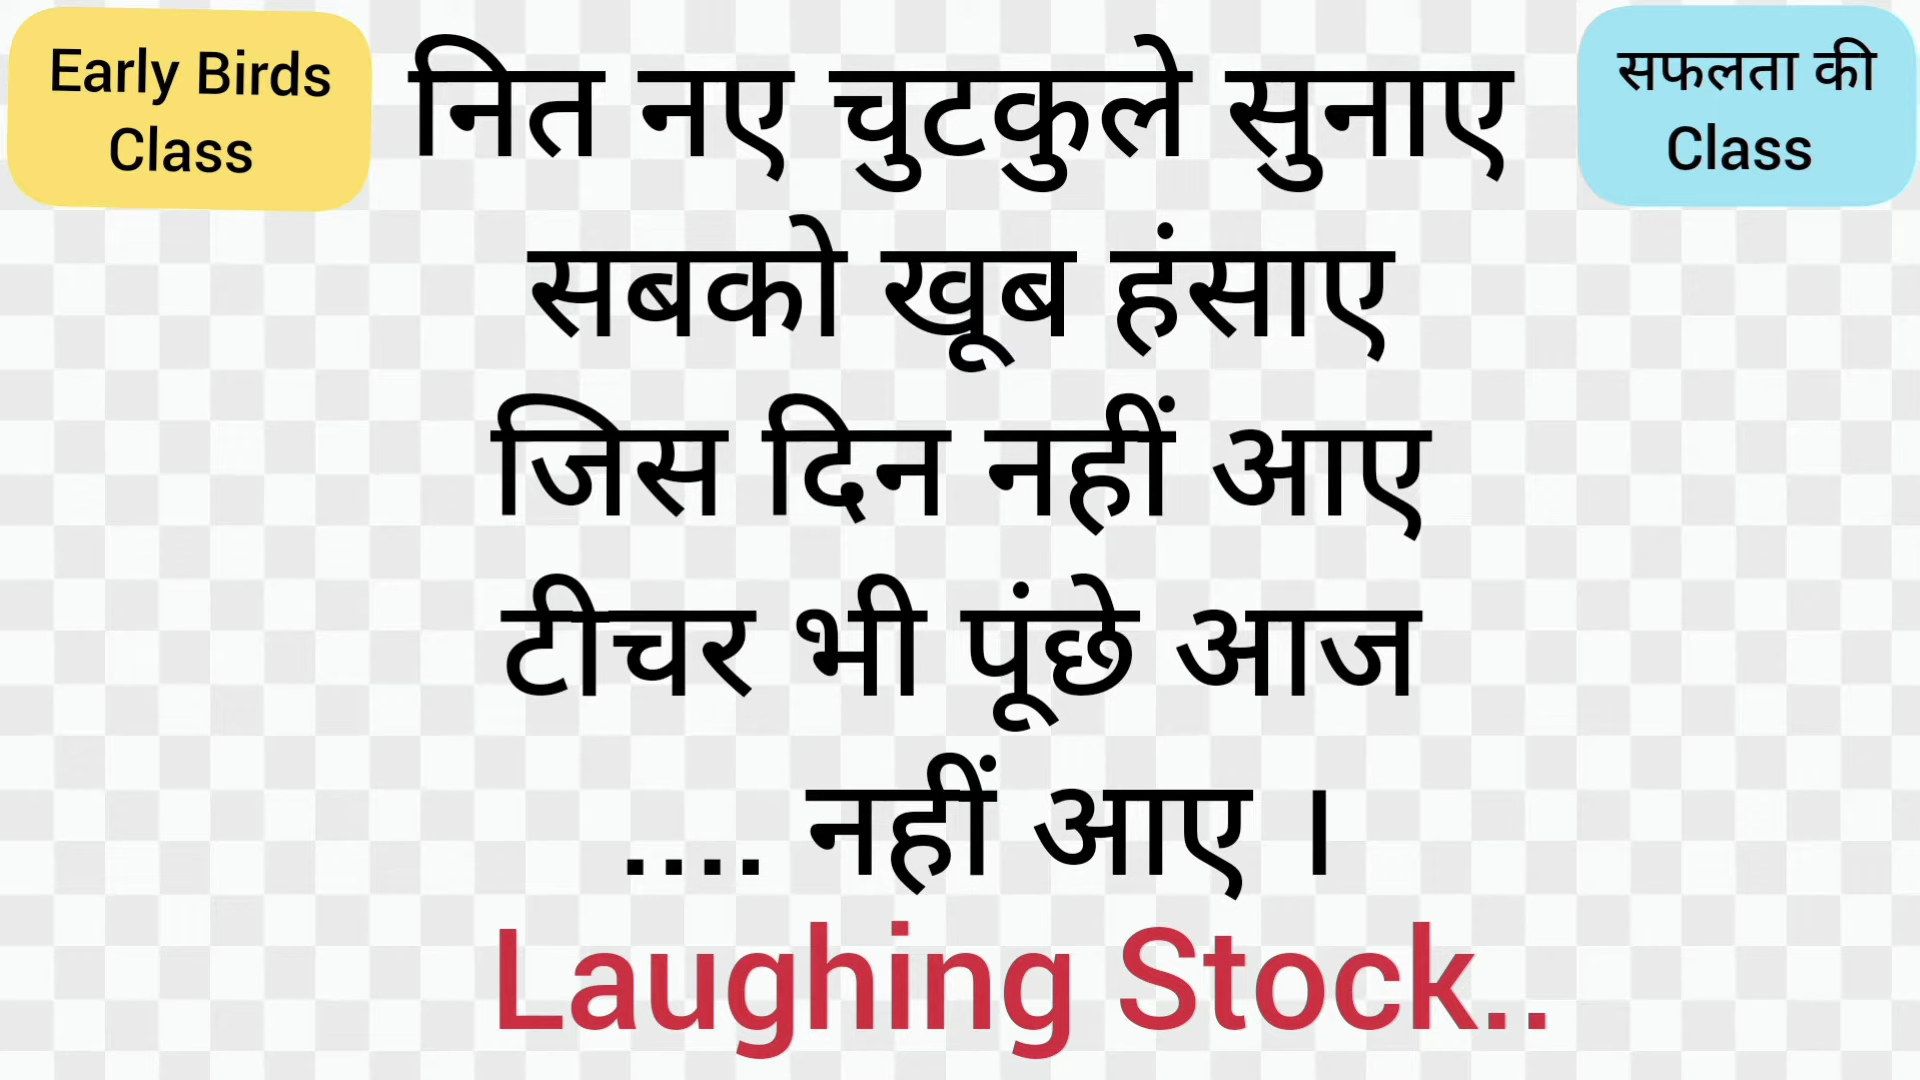 Early Birds
Class
नित नए चुटकुले सुनाए
सबको खूब हंसाए
जिस दिन नहीं आए
टीचर भी पूंछे आज
.... नहीं आए ।
Laughing Stock..
सफलता की
Class